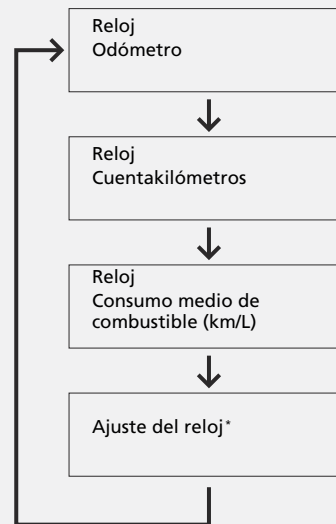 Reloj
Odómetro
Reloj
Cuentakilómetros
Reloj
Consumo medio de
combustible (km/L)
Ajuste del reloj*